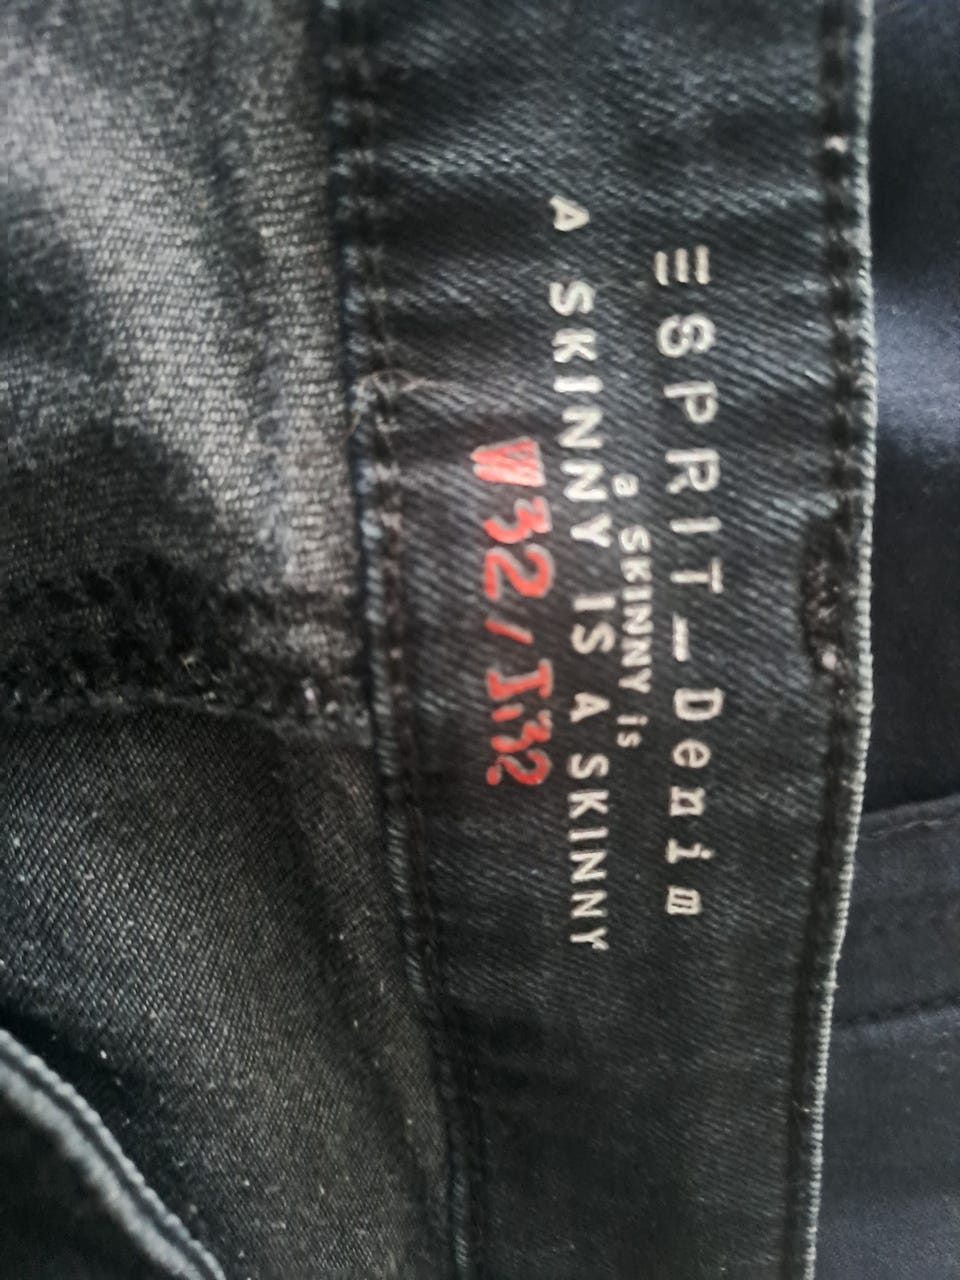 ESPRIT_Denim
a SKINNY is
A SKINNY IS A SKINNY
W32/L32